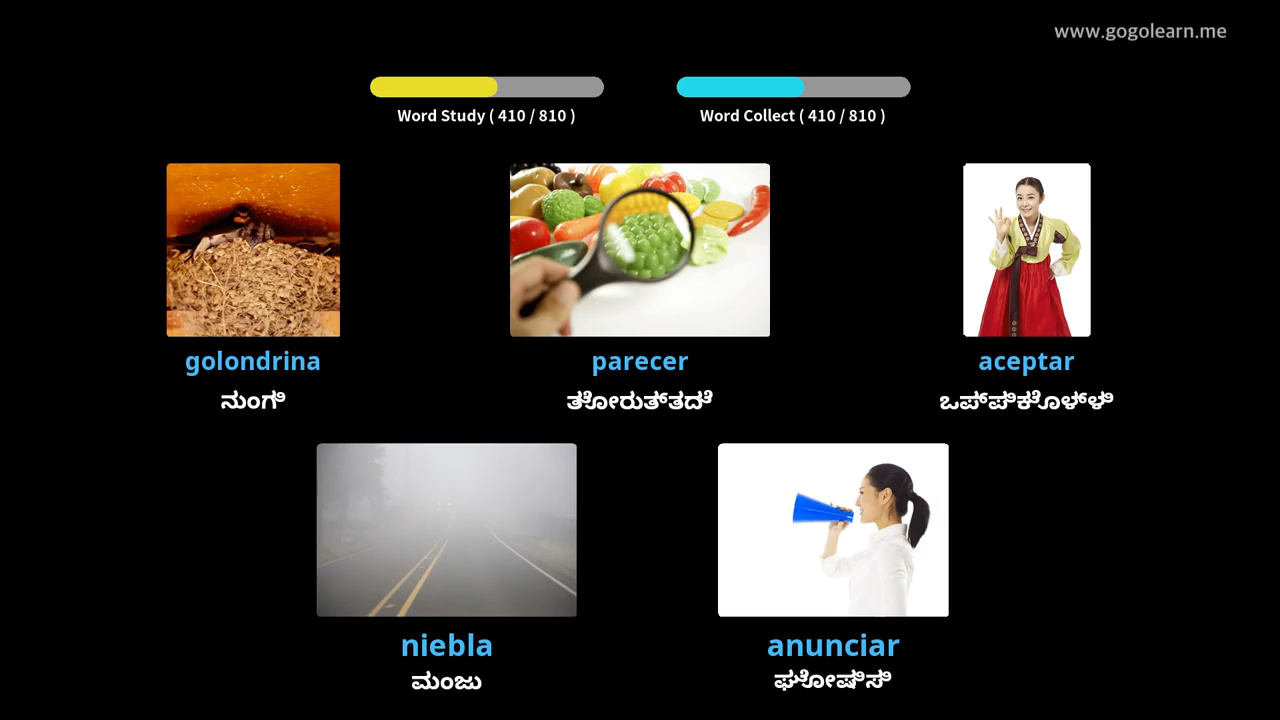 www.gogolearn.me
Word Study ( 410 / 810 )
Word Collect ( 410 / 810 )
golondrina
parecer
aceptar
ನುಂಗಿ
ತೋರುತ್ತದೆ
ಒಪ್ಪಿಕೊಳ್ಳಿ
niebla
anunciar
ಮಂಜು
ಘೋಷಿಸಿ